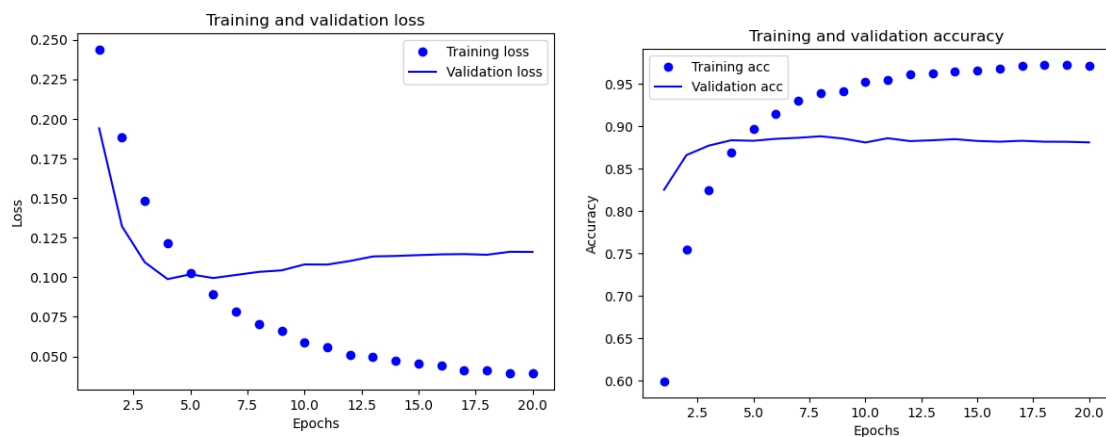 Training and validation loss
0.250
0.225
0.200
0.175
0.150
0.125
0.100
0.075
0.050
Loss
Training loss
Validation loss
2.5 5.0 7.5 10.0 12.5 15.0 17.5 20.0
Epochs
Training and validation accuracy
0.95
0.90
0.85
0.80
0.75
0.70
0.65
0.60
Accuracy
Training acc
Validation acc
2.5 5.0 7.5 10.0 12.5 15.0 17.5 20.0
Epochs